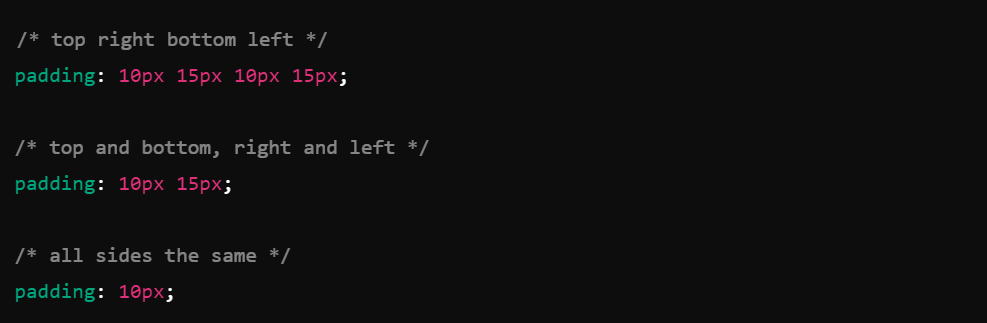 /* top right bottom left */
padding: 10px 15px 10px 15px;
/* top and bottom, right and left */
padding: 10px 15px;
/* all sides the same */
padding: 10px;